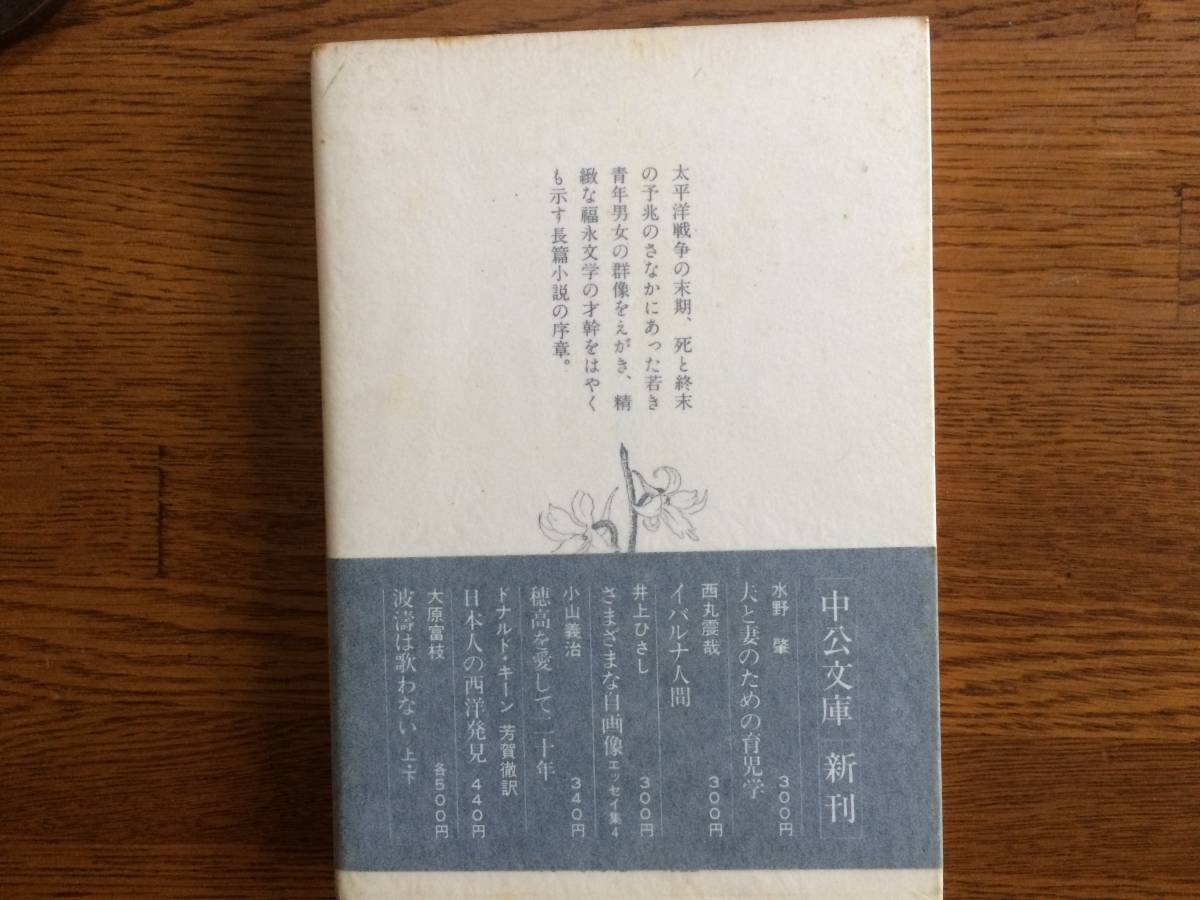 太平洋戦争の末期、死と終末
の予兆のさなかにあった若き
青年男女の群像をえがき、精
緻な福永文学の才幹をはやく
も示す長篇小説の序章。
中公文庫 新刊
水野 肇
夫と妻のための育児学 300円
西丸震哉
イバルナ人間 300円
井上ひさし
さまざまな自画像 エッセイ集4 300円
小山義治
穂高を愛して二十年 340円
ドナルド・キーン 芳賀徹訳
日本人の西洋発見 440円
大原富枝
波濤は歌わない 上・下 各500円